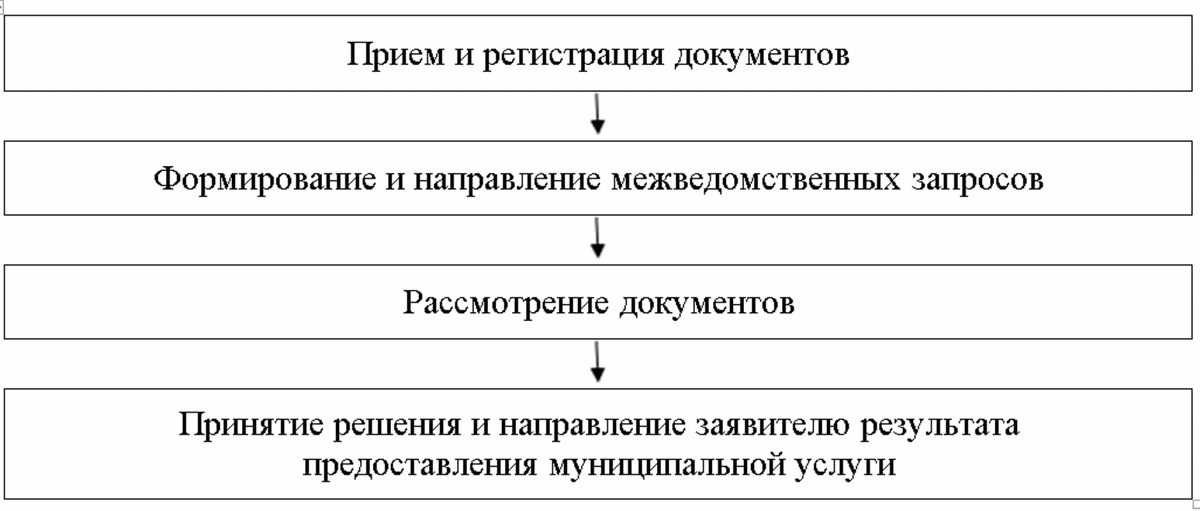 Прием и регистрация документов
Формирование и направление межведомственных запросов
Рассмотрение документов
Принятие решения и направление заявителю результата
предоставления муниципальной услуги